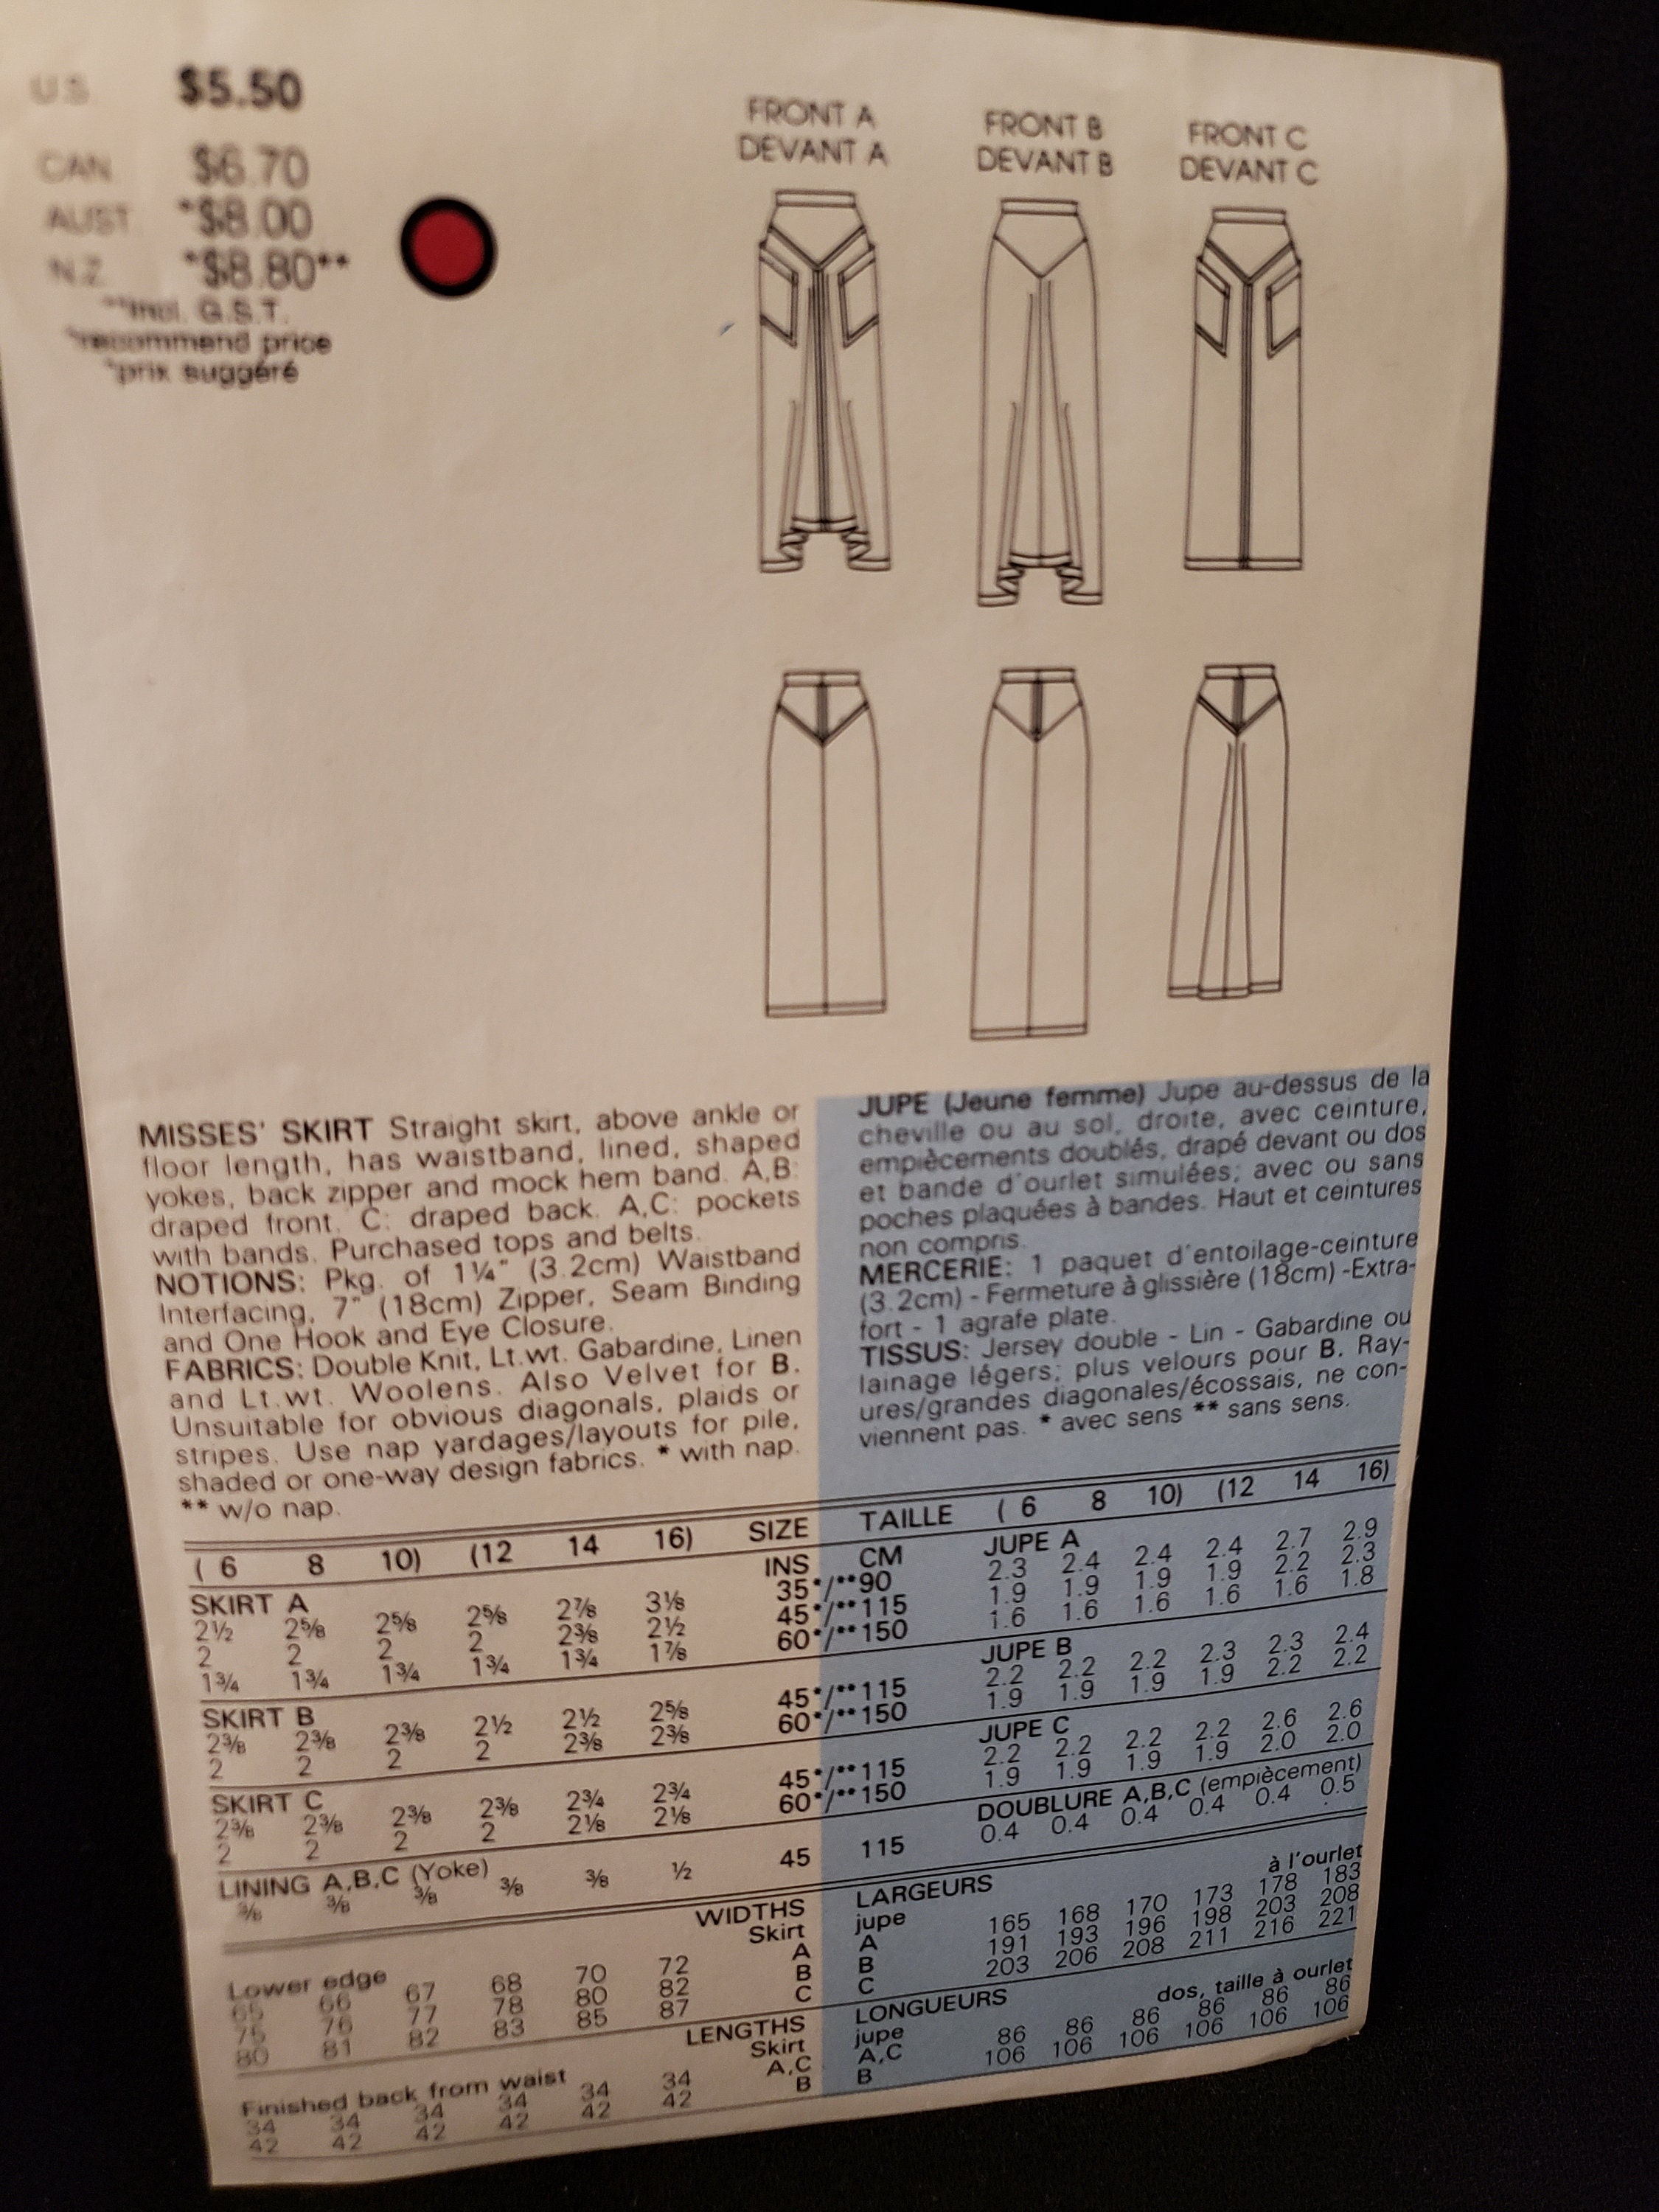 U.S. $5.50
CAN. $6.70
AUST. *$8.00
N.Z. *$8.80**
**incl. G.S.T.
*recommend price
*prix suggéré
FRONT A
DEVANT A
FRONT B
DEVANT B
FRONT C
DEVANT C
MISSES' SKIRT Straight skirt, above ankle or
floor length, has waistband, lined, shaped
yokes, back zipper and mock hem band. A,B:
draped front. C: draped back. A,C: pockets
with bands. Purchased tops and belts.
NOTIONS: Pkg. of 1¼" (3.2cm) Waistband
Interfacing, 7" (18cm) Zipper, Seam Binding
and One Hook and Eye Closure.
FABRICS: Double Knit, Lt.wt. Gabardine, Linen
and Lt.wt. Woolens. Also Velvet for B.
Unsuitable for obvious diagonals, plaids or
stripes. Use nap yardages/layouts for pile,
shaded or one-way design fabrics. * with nap.
** w/o nap.
JUPE (Jeune femme) Jupe au-dessus de la
cheville ou au sol, droite, avec ceinture,
empiècements doublés, drapé devant ou dos
et bande d'ourlet simulées; avec ou sans
poches plaquées à bandes. Haut et ceintures
non compris.
MERCERIE: 1 paquet d'entoilage-ceinture
(3.2cm) - Fermeture à glissière (18cm) -Extra-
fort - 1 agrafe plate.
TISSUS: Jersey double - Lin - Gabardine ou
lainage légers; plus velours pour B. Ray-
ures/grandes diagonales/écossais, ne con-
viennent pas. * avec sens ** sans sens.
( 6 8 10) (12 14 16) SIZE TAILLE ( 6 8 10) (12 14 16)
SKIRT A INS CM JUPE A
2½ 2⅝ 2⅝ 2⅝ 2⅞ 3⅛ 35*/**90 2.3 2.4 2.4 2.4 2.7 2.9
2 2 2 2 2⅜ 2½ 45*/**115 1.9 1.9 1.9 1.9 2.2 2.3
1¾ 1¾ 1¾ 1¾ 1¾ 1⅞ 60*/**150 1.6 1.6 1.6 1.6 1.6 1.8
SKIRT B JUPE B
2⅜ 2⅜ 2⅜ 2½ 2½ 2⅝ 45*/**115 2.2 2.2 2.2 2.3 2.3 2.4
2 2 2 2 2⅜ 2⅜ 60*/**150 1.9 1.9 1.9 1.9 2.2 2.2
SKIRT C JUPE C
2⅜ 2⅜ 2⅜ 2⅜ 2¾ 2¾ 45*/**115 2.2 2.2 2.2 2.2 2.6 2.6
2 2 2 2 2⅛ 2⅛ 60*/**150 1.9 1.9 1.9 1.9 2.0 2.0
LINING A,B,C (Yoke) DOUBLURE A,B,C (empiècement)
⅜ ⅜ ⅜ ⅜ ⅜ ½ 45 115 0.4 0.4 0.4 0.4 0.4 0.5
WIDTHS LARGEURS
Lower edge Skirt jupe à l'ourlet
65 66 67 68 70 72 A A 165 168 170 173 178 183
75 76 77 78 80 82 B B 191 193 196 198 203 208
80 81 82 83 85 87 C C 203 206 208 211 216 221
LENGTHS LONGUEURS
Finished back from waist Skirt jupe dos, taille à ourlet
34 34 34 34 34 34 A,C A,C 86 86 86 86 86 86
42 42 42 42 42 42 B B 106 106 106 106 106 106